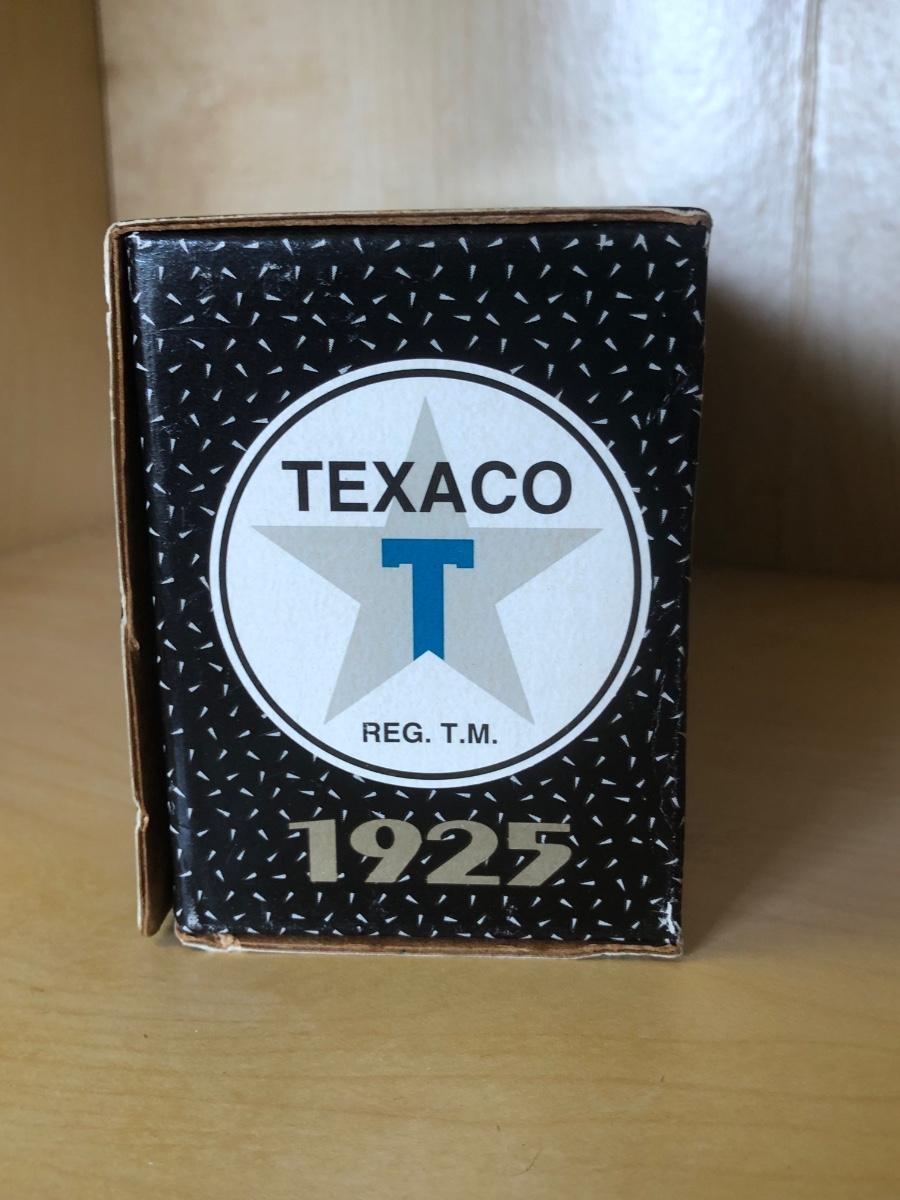 TEXACO
T
REG. T.M.
1925